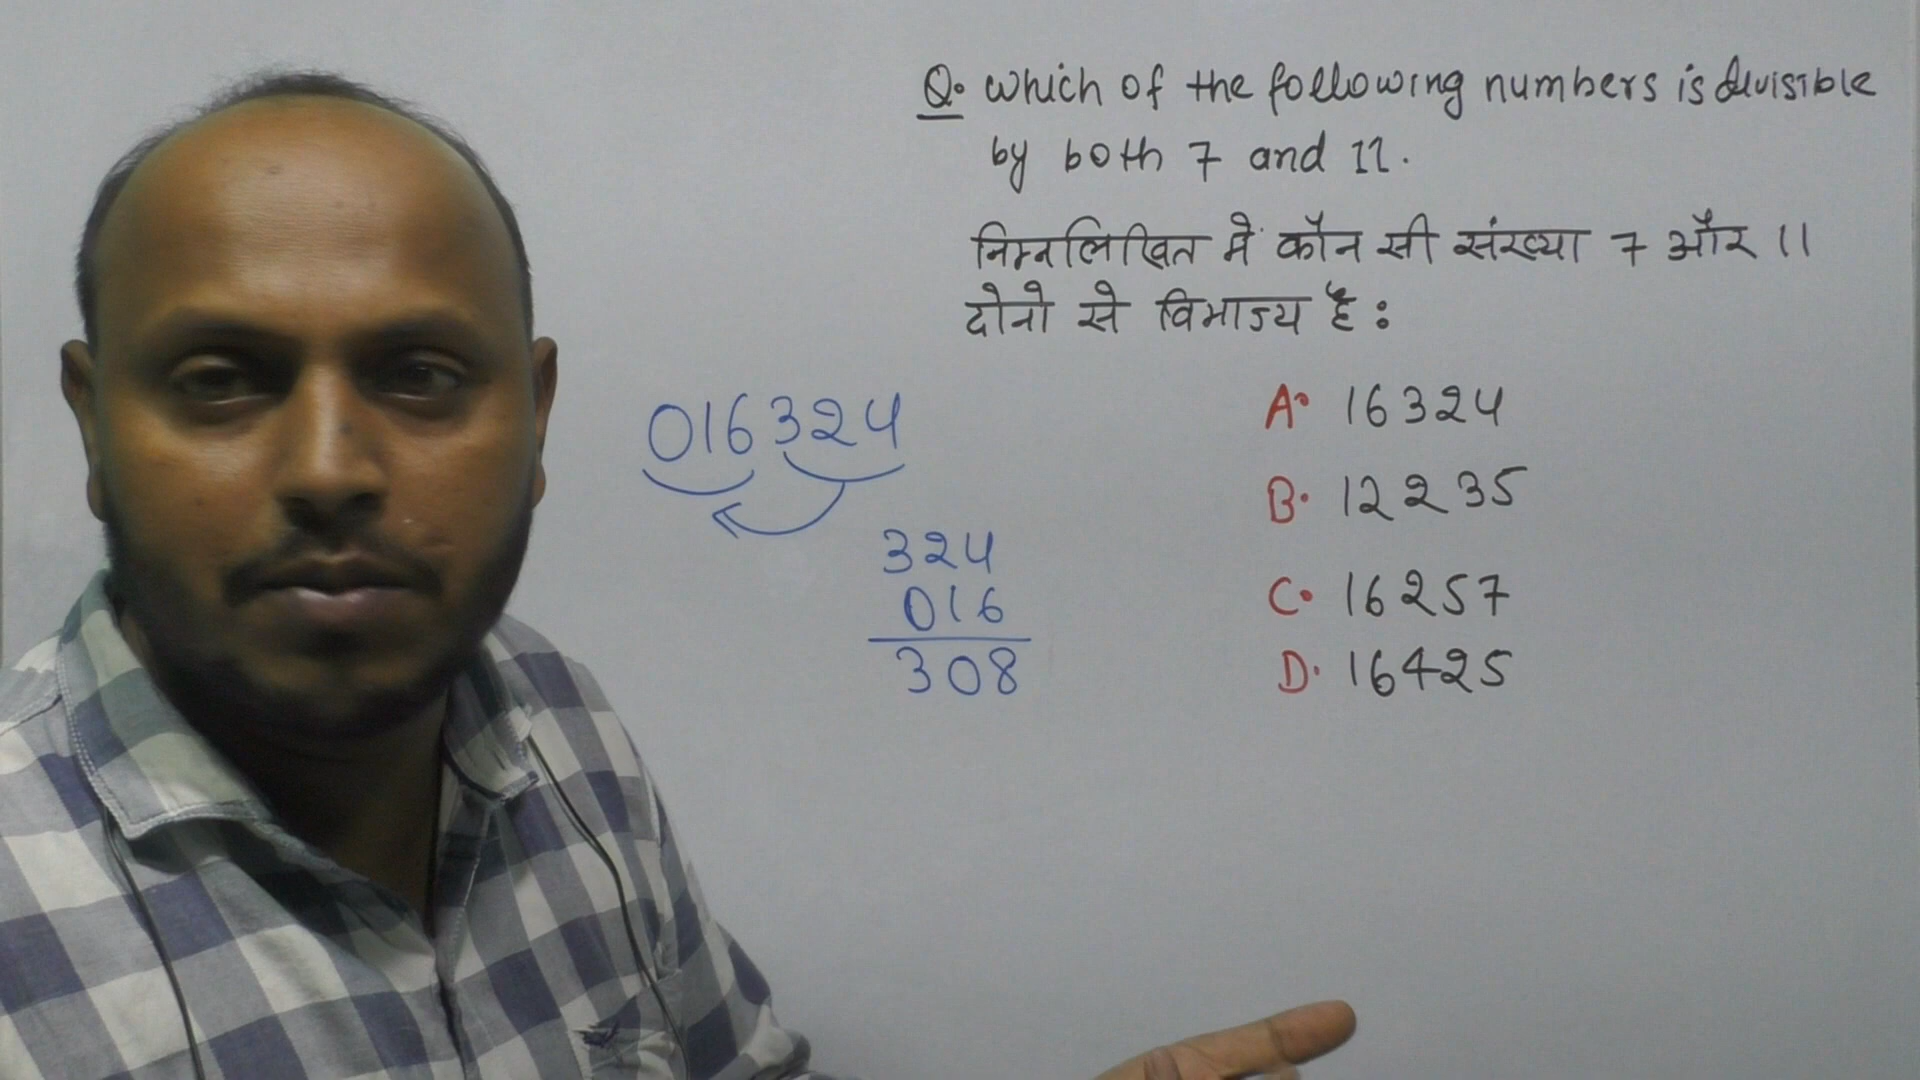 Q. Which of the following numbers is divisible
by both 7 and 11.
निम्नलिखित में कौन सी संख्या 7 और 11
दोनो से विभाज्य है :
A. 16324
B. 12235
C. 16257
D. 16425
016324
324
016
308